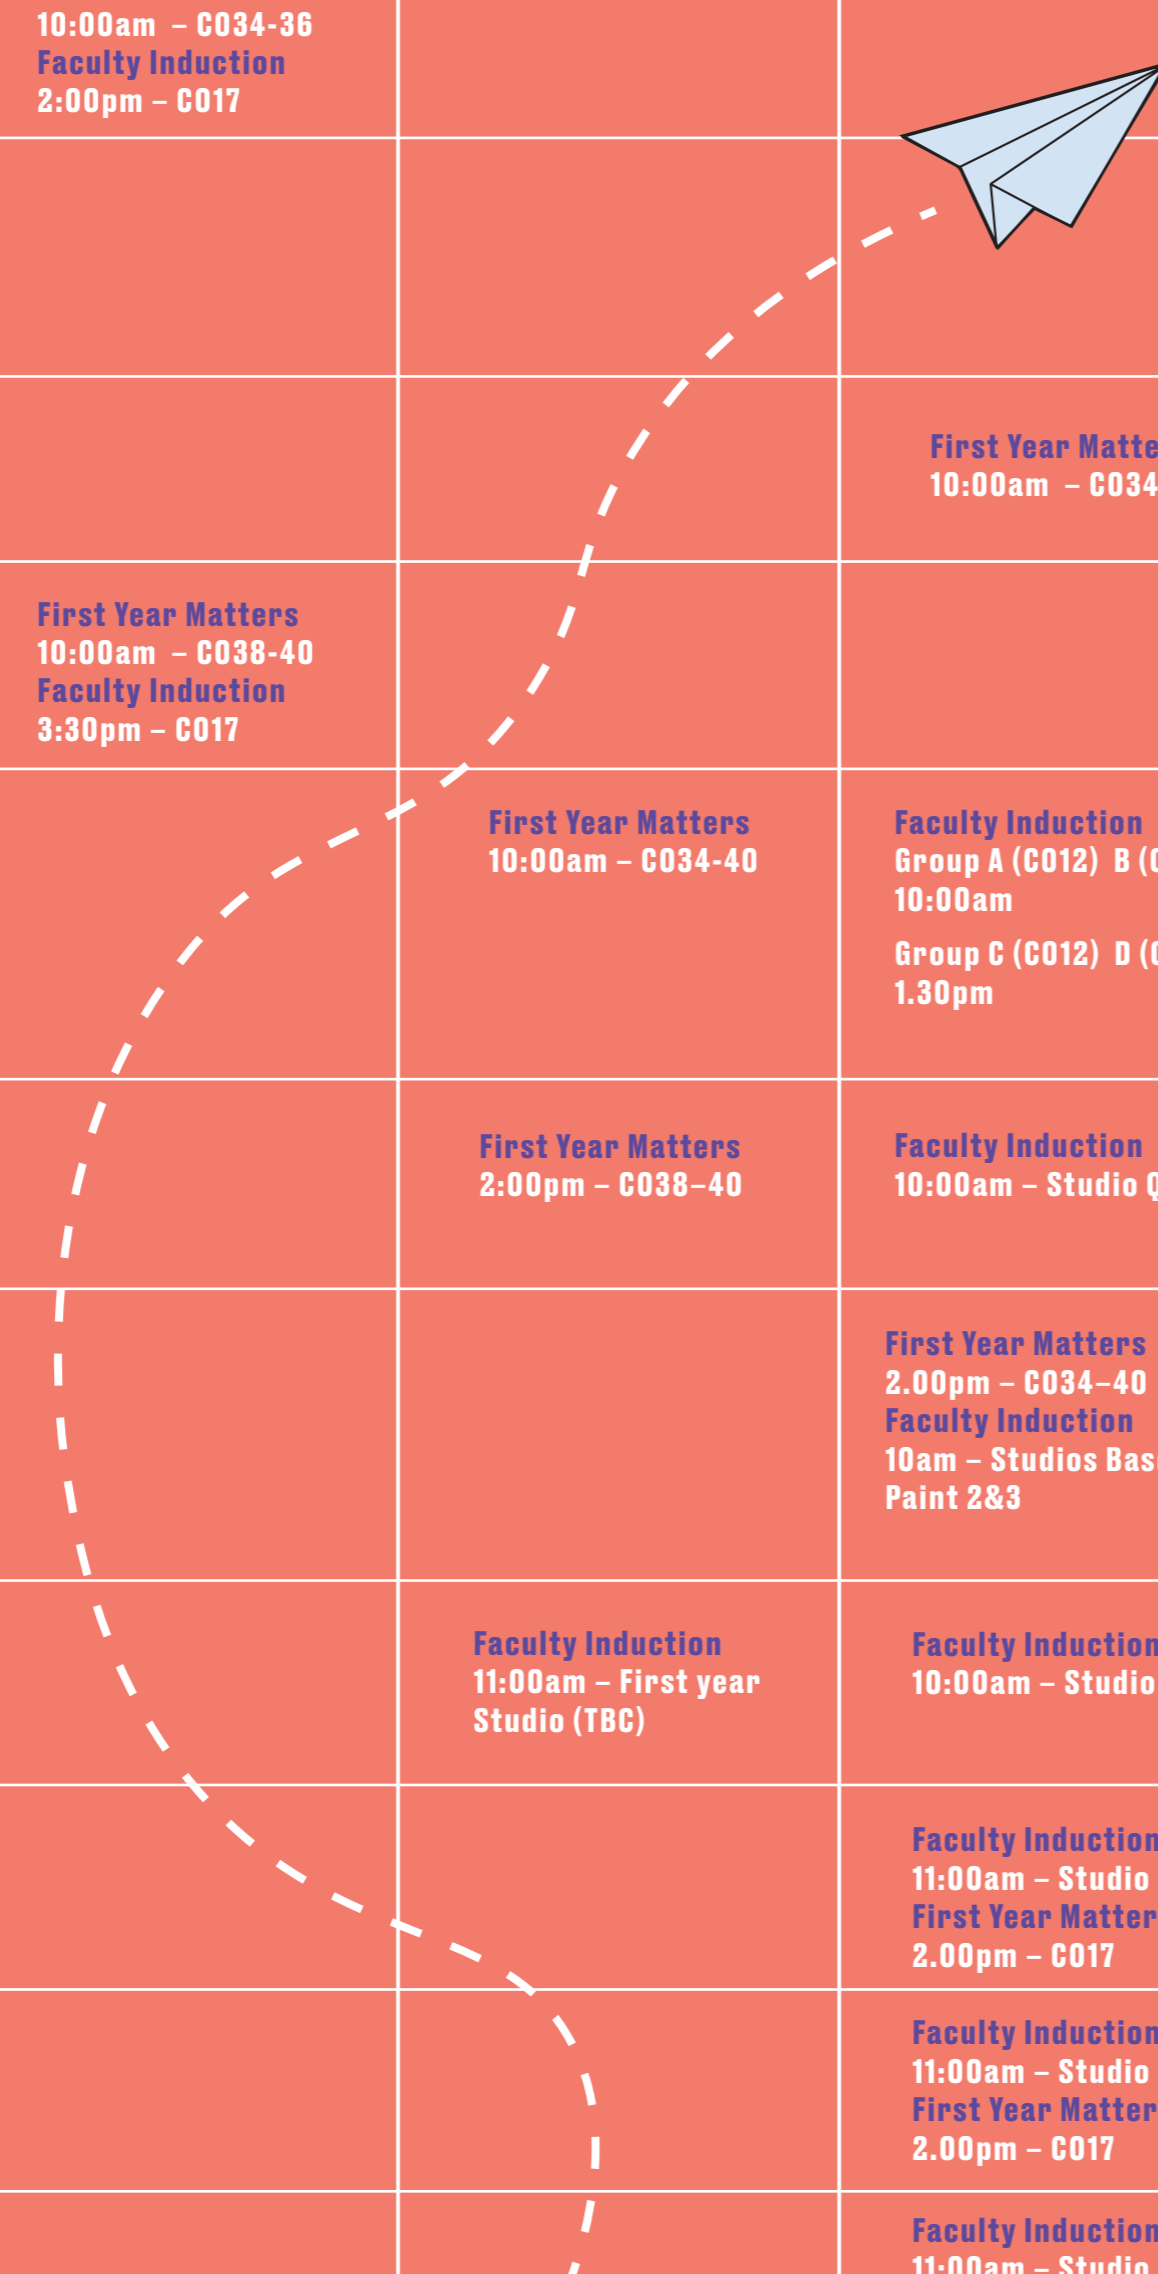 10:00am – C034-36
Faculty Induction
2:00pm – C017
First Year
10:00am –
First Year Matters
10:00am – C038-40
Faculty Induction
3:30pm – C017
First Year Matters
10:00am – C034-40
Faculty Induction
Group A (C012) B
10:00am
Group C (C012) D
1.30pm
First Year Matters
2:00pm – C038–40
Faculty Induction
10:00am – Studio
First Year Matters
2.00pm – C034–40
Faculty Induction
10am – Studios
Paint 2&3
Faculty Induction
11:00am – First year
Studio (TBC)
Faculty Induction
10:00am – Studio
Faculty Induction
11:00am – Studio
First Year
2.00pm – C017
Faculty Induction
11:00am – Studio
First Year
2.00pm – C017
Faculty Induction
11:00am – Studio